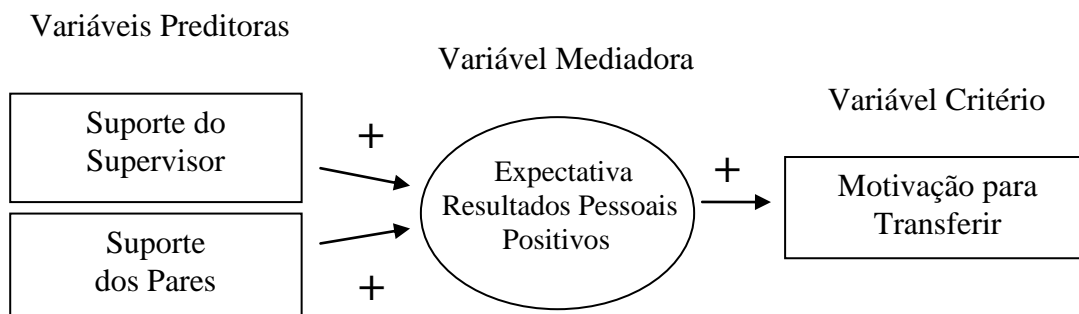 Variáveis Preditoras
Variável Mediadora
Variável Critério
Suporte do
Supervisor
+
Expectativa
Resultados Pessoais
Positivos
+
Motivação para
Transferir
Suporte
dos Pares
+